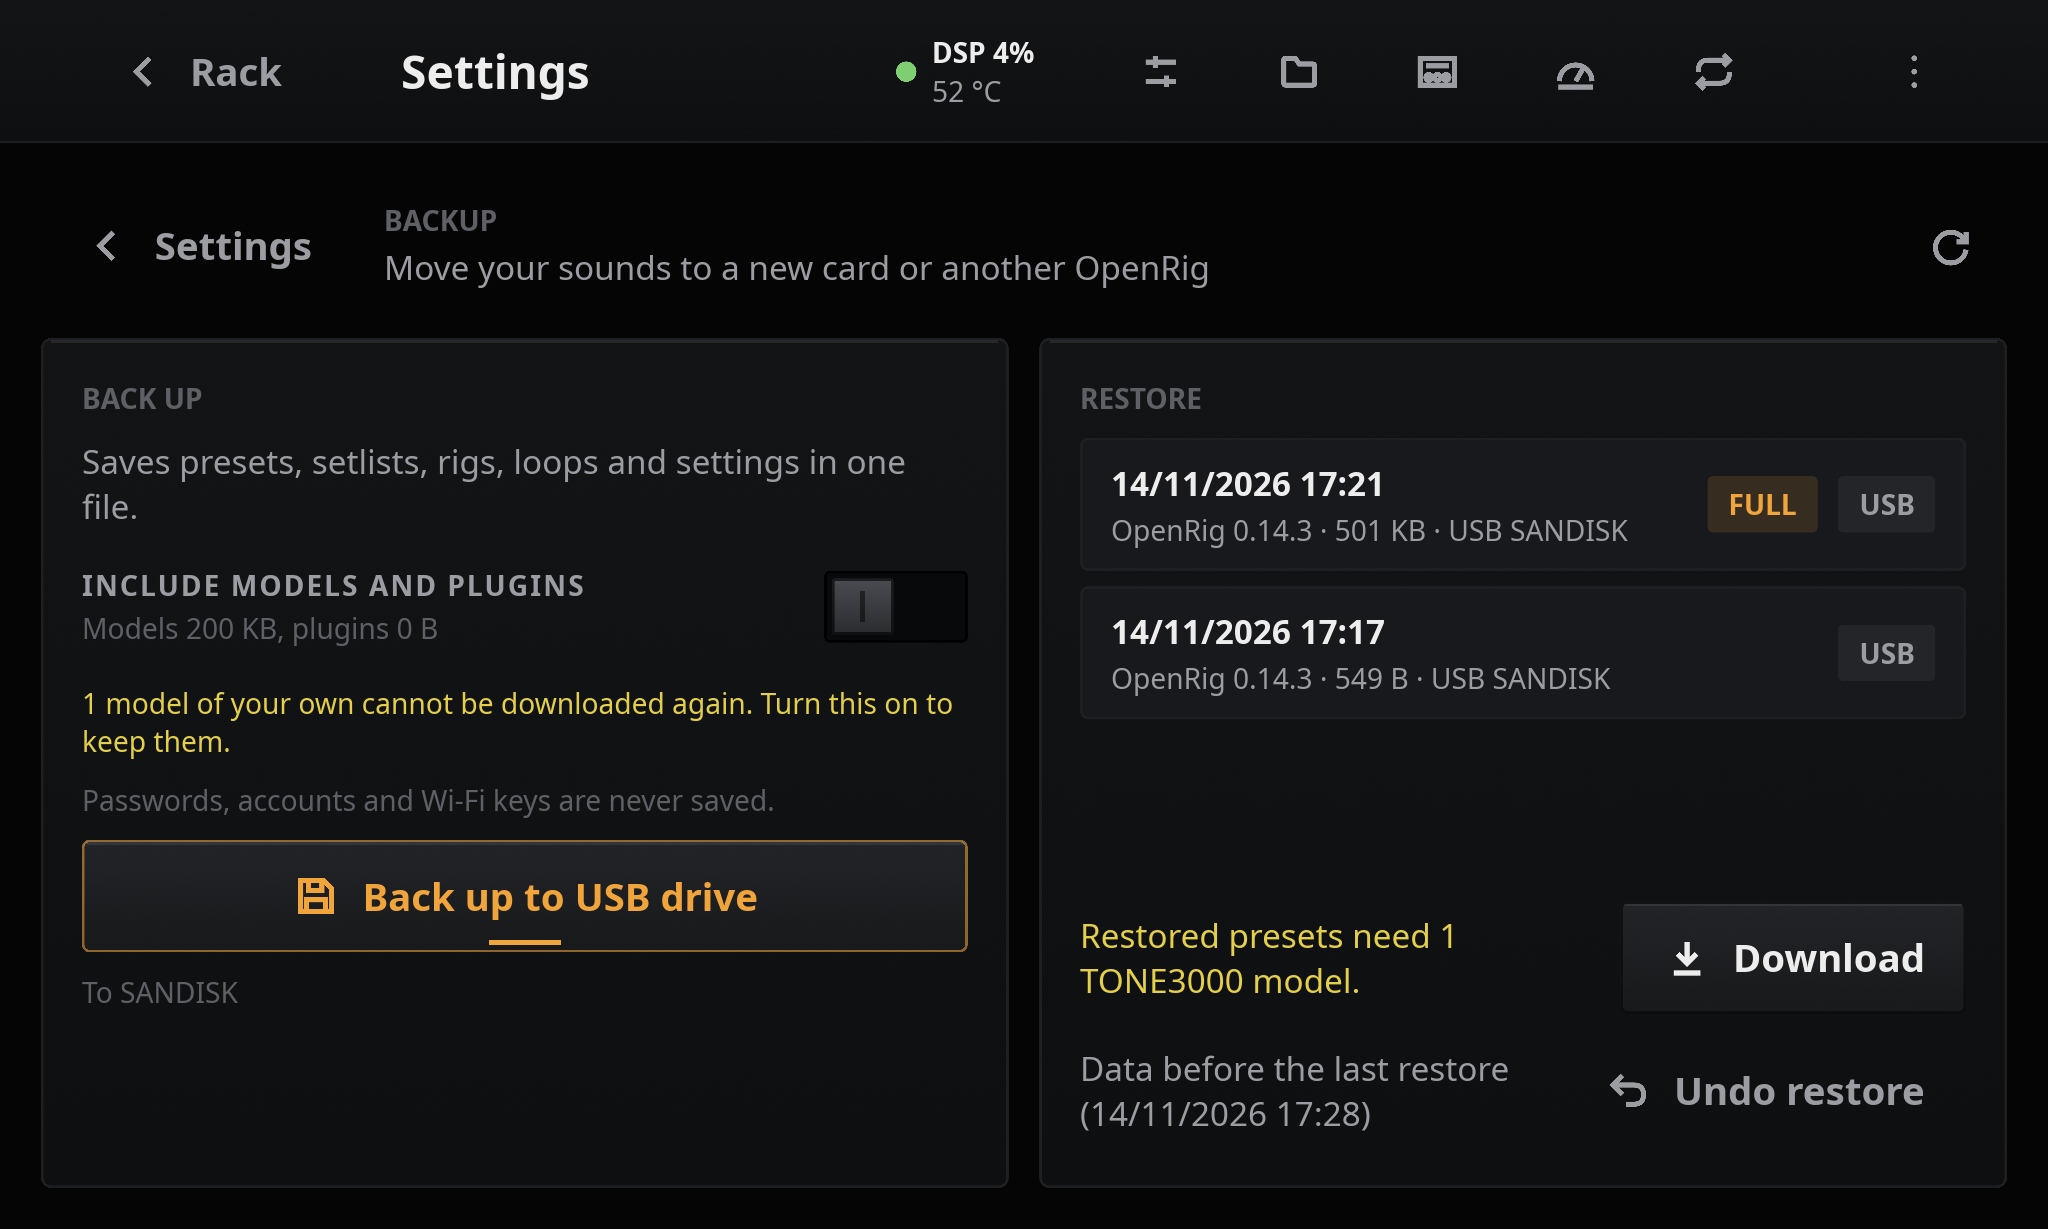 Rack
Settings
DSP 4%
52 °C
Settings
BACKUP
Move your sounds to a new card or another OpenRig
BACK UP
Saves presets, setlists, rigs, loops and settings in one
file.
INCLUDE MODELS AND PLUGINS
Models 200 KB, plugins 0 B
1 model of your own cannot be downloaded again. Turn this on to
keep them.
Passwords, accounts and Wi-Fi keys are never saved.
Back up to USB drive
To SANDISK
RESTORE
14/11/2026 17:21
OpenRig 0.14.3 · 501 KB · USB SANDISK
FULL
USB
14/11/2026 17:17
OpenRig 0.14.3 · 549 B · USB SANDISK
USB
Restored presets need 1
TONE3000 model.
Download
Data before the last restore
(14/11/2026 17:28)
Undo restore